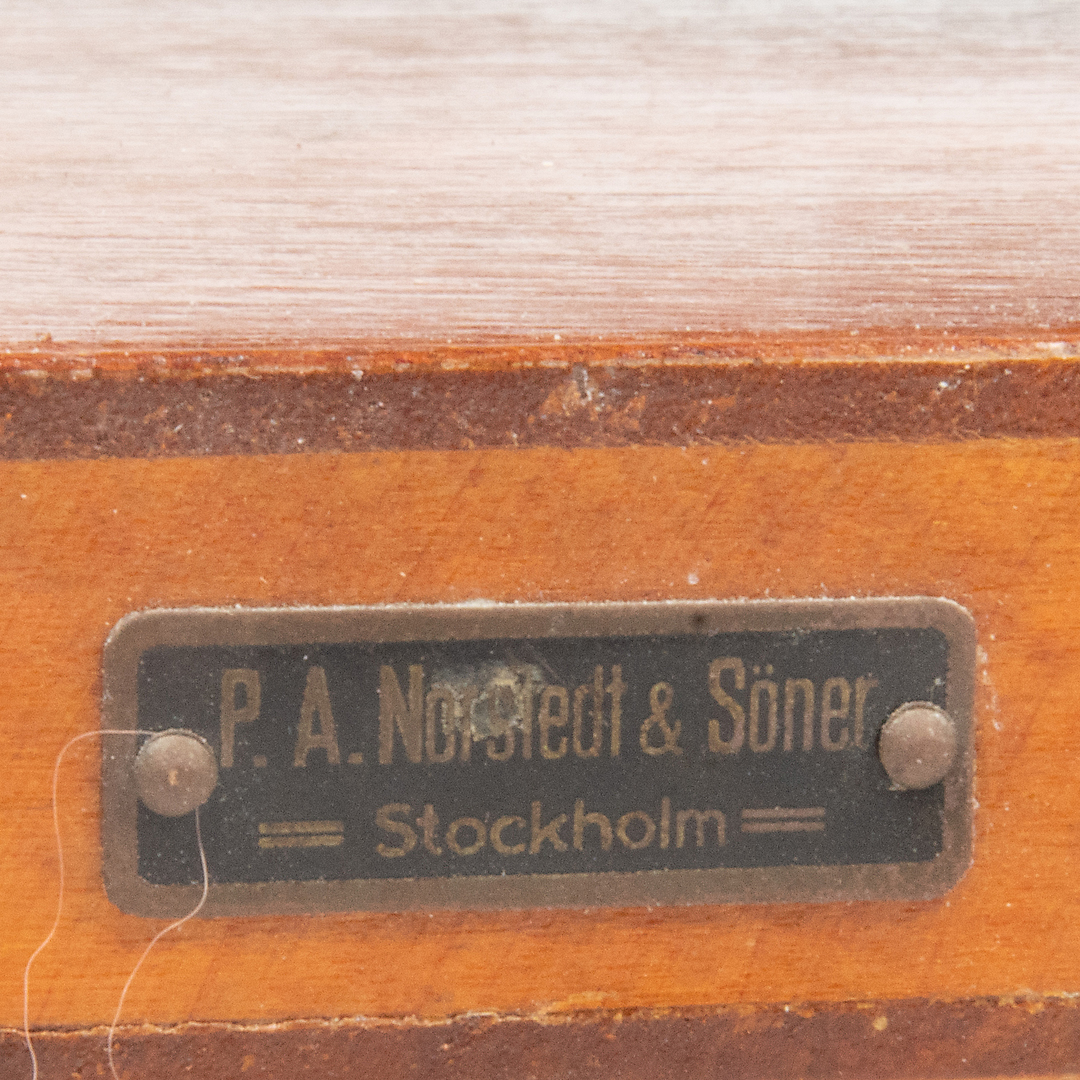 P. A. Norstedt & Söner
Stockholm